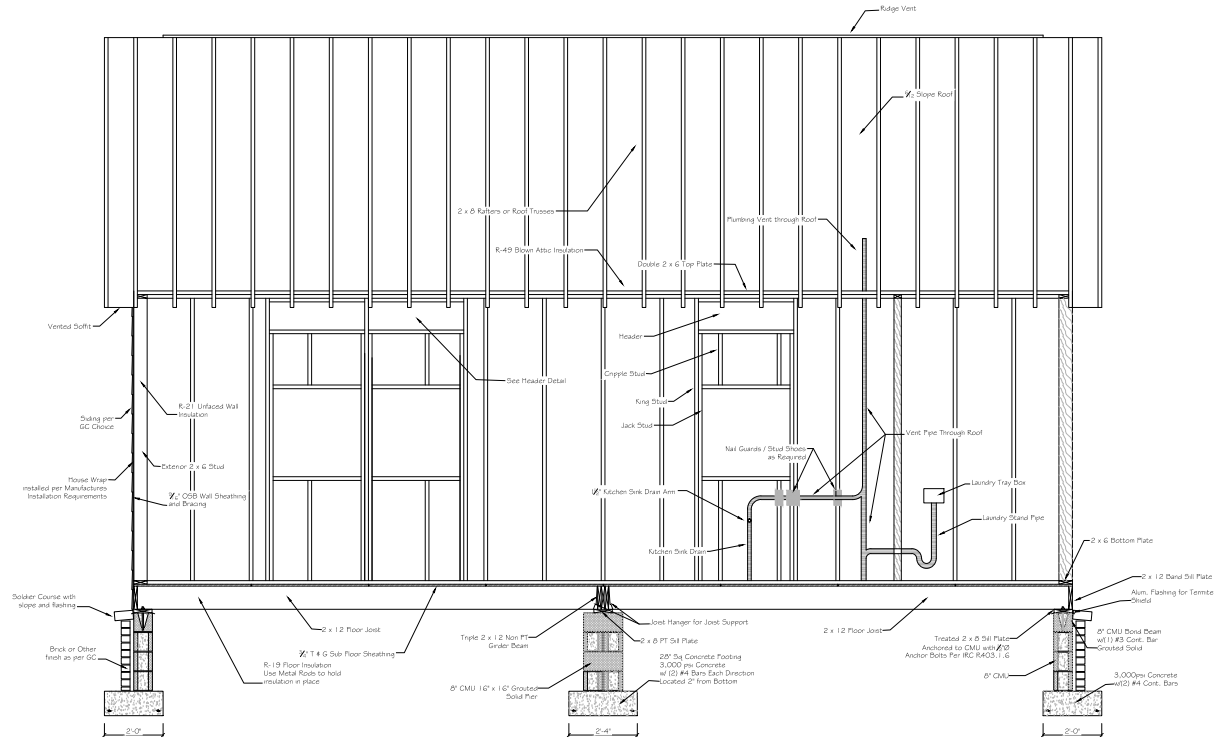 Ridge Vent
6/12 Slope Roof
2 x 8 Rafters or Roof Trusses
Plumbing Vent through Roof
R-49 Blown Attic Insulation
Double 2 x 6 Top Plate
Vented Soffit
Header
Cripple Stud
See Header Detail
King Stud
Jack Stud
R-21 Unfaced Wall
Insulation
Siding per
GC Choice
Vent Pipe Through Roof
Nail Guards / Stud Shoes
as Required
Exterior 2 x 6 Stud
House Wrap
installed per Manufactures
Installation Requirements
OSB Wall Sheathing
and Bracing
1½" Kitchen Sink Drain Arm
Laundry Tray Box
Laundry Stand Pipe
Kitchen Sink Drain
2 x 6 Bottom Plate
2 x 12 Band Sill Plate
Alum. Flashing for Termite
Shield
Soldier Course with
slope and flashing
2 x 12 Floor Joist
Joist Hanger for Joist Support
2 x 12 Floor Joist
Triple 2 x 12 Non PT
Girder Beam
2 x 8 PT Sill Plate
Treated 2 x 8 Sill Plate
Anchored to CMU with
Anchor Bolts Per IRC R403.1.6
8" CMU Bond Beam
w/(1) #3 Cont. Bar
Grouted Solid
Brick or Other
finish as per GC
¾" T & G Sub Floor Sheathing
R-19 Floor Insulation
Use Metal Rods to hold
insulation in place
28" Sq Concrete Footing
3,000 psi Concrete
w/ (2) #4 Bars Each Direction
Located 2" from Bottom
8" CMU 16" x 16" Grouted
Solid Pier
8" CMU
3,000psi Concrete
w/(2) #4 Cont. Bars
2'-0"
2'-4"
2'-0"